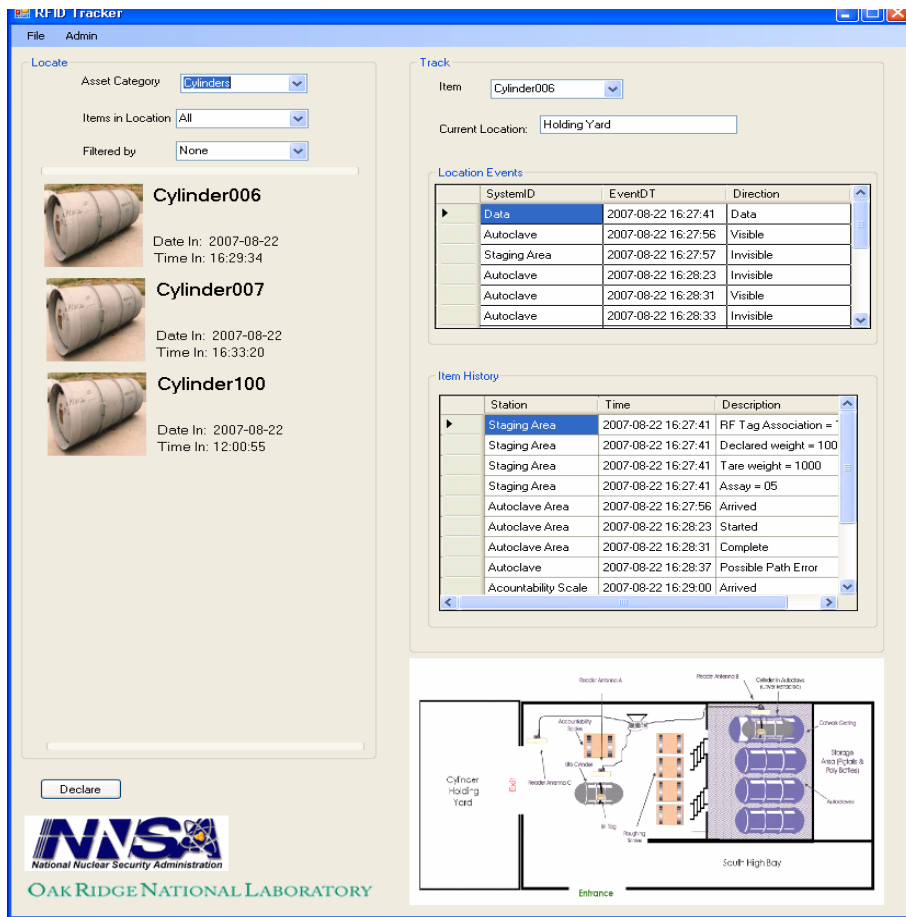 RFID Tracker
File Admin
Locate
Asset Category Cylinders
Items in Location All
Filtered by None
Cylinder006
Date In: 2007-08-22
Time In: 16:29:34
Cylinder007
Date In: 2007-08-22
Time In: 16:33:20
Cylinder100
Date In: 2007-08-22
Time In: 12:00:55
Declare
NNSA
National Nuclear Security Administration
OAK RIDGE NATIONAL LABORATORY
Track
Item Cylinder006
Current Location: Holding Yard
Location Events
SystemID EventDT Direction
Data 2007-08-22 16:27:41 Data
Autoclave 2007-08-22 16:27:56 Visible
Staging Area 2007-08-22 16:27:57 Invisible
Autoclave 2007-08-22 16:28:23 Invisible
Autoclave 2007-08-22 16:28:31 Visible
Autoclave 2007-08-22 16:28:33 Invisible
Item History
Station Time Description
Staging Area 2007-08-22 16:27:41 RF Tag Association =
Staging Area 2007-08-22 16:27:41 Declared weight = 100
Staging Area 2007-08-22 16:27:41 Tare weight = 1000
Staging Area 2007-08-22 16:27:41 Assay = 05
Autoclave Area 2007-08-22 16:27:56 Arrived
Autoclave Area 2007-08-22 16:28:23 Started
Autoclave Area 2007-08-22 16:28:31 Complete
Autoclave 2007-08-22 16:28:37 Possible Path Error
Acountability Scale 2007-08-22 16:29:00 Arrived
Reader Antenna A
Reader Antenna B
Cylinder in Autoclave
Accountability
Scales
Catwalk Grating
Storage
Area (Pigtails &
Poly Bottles)
Cylinder
Holding
Yard
Exit
Reader Antenna C
Autoclaves
RF Tag
Roughing
Scales
South High Bay
Entrance